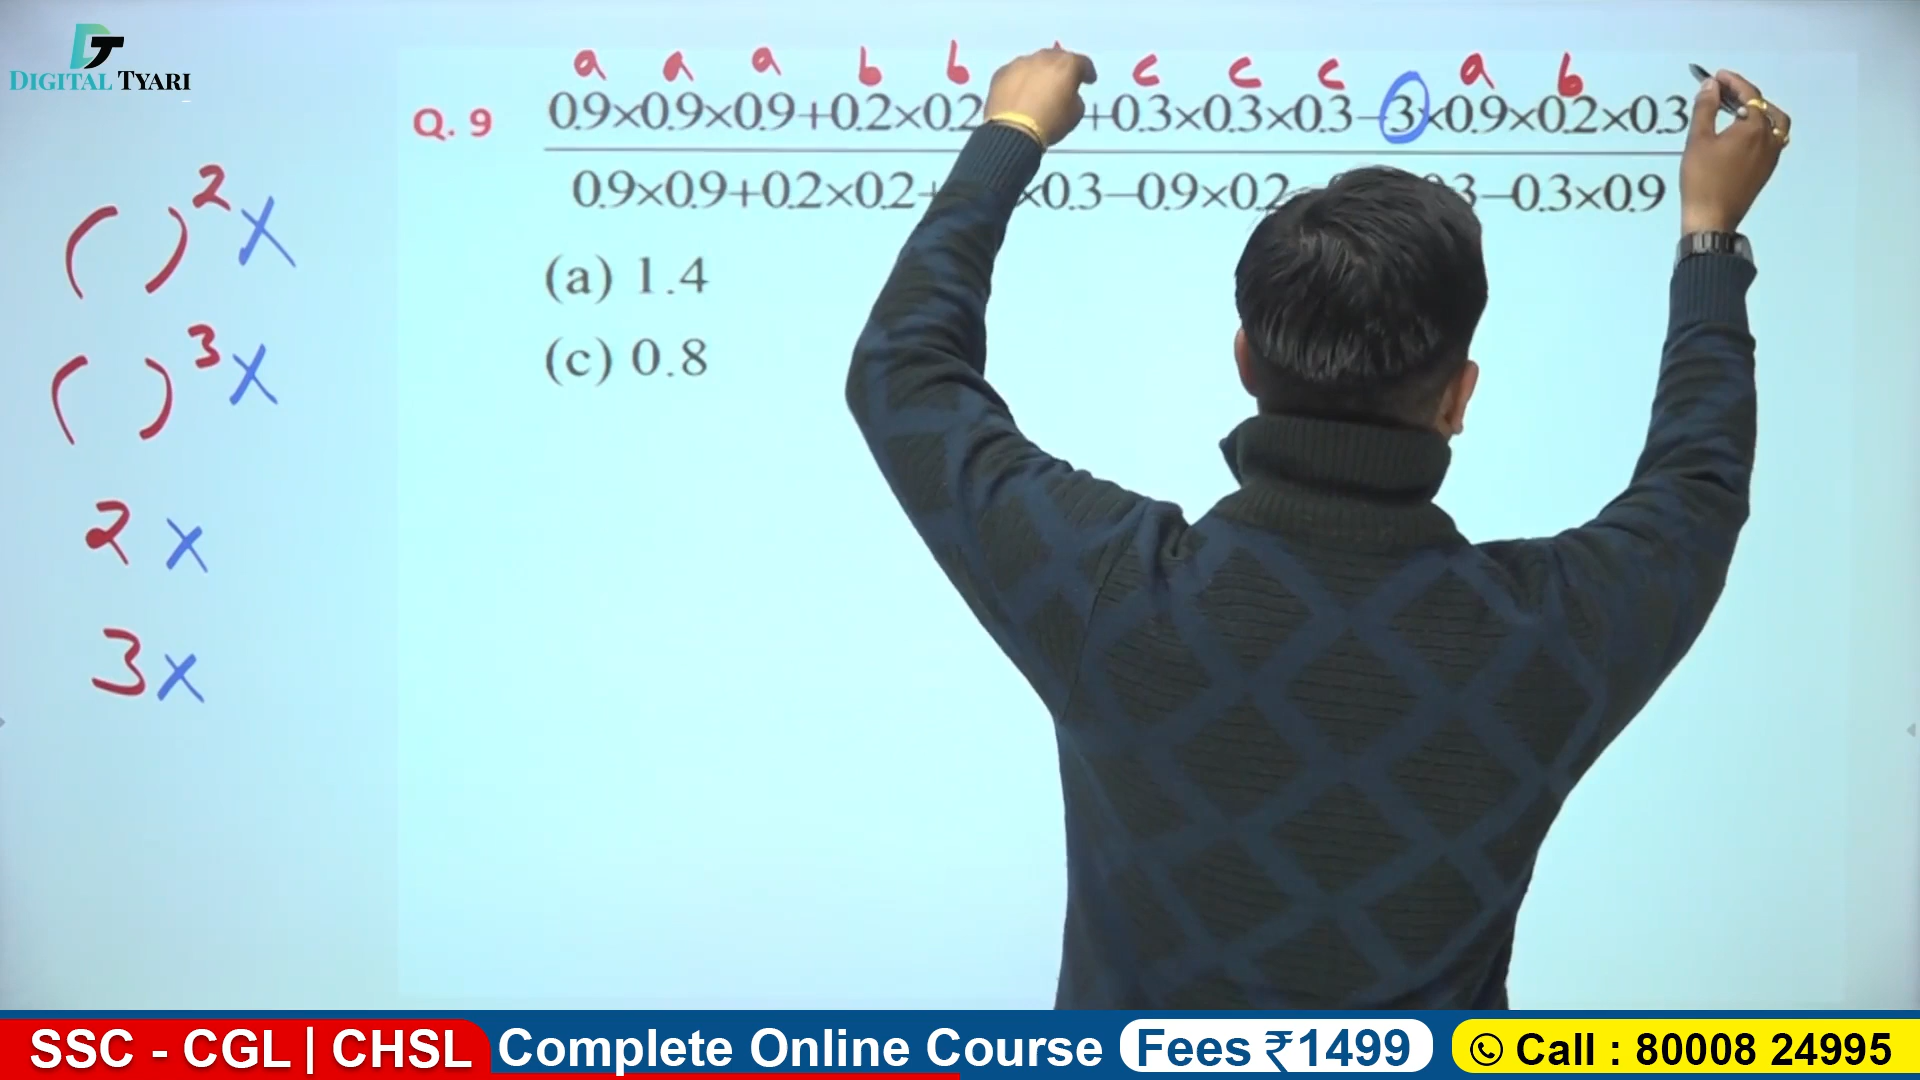 DIGITAL TYARI
a a a b b c c c a b
Q. 9 0.9×0.9×0.9+0.2×0.2 +0.3×0.3×0.3−3×0.9×0.2×0.3
0.9×0.9+0.2×0.2+ ×0.3−0.9×0.2 3−0.3×0.9
( )² x
(a) 1.4
( )³ x
(c) 0.8
2 x
3 x
SSC - CGL | CHSL Complete Online Course Fees ₹1499 Call : 80008 24995